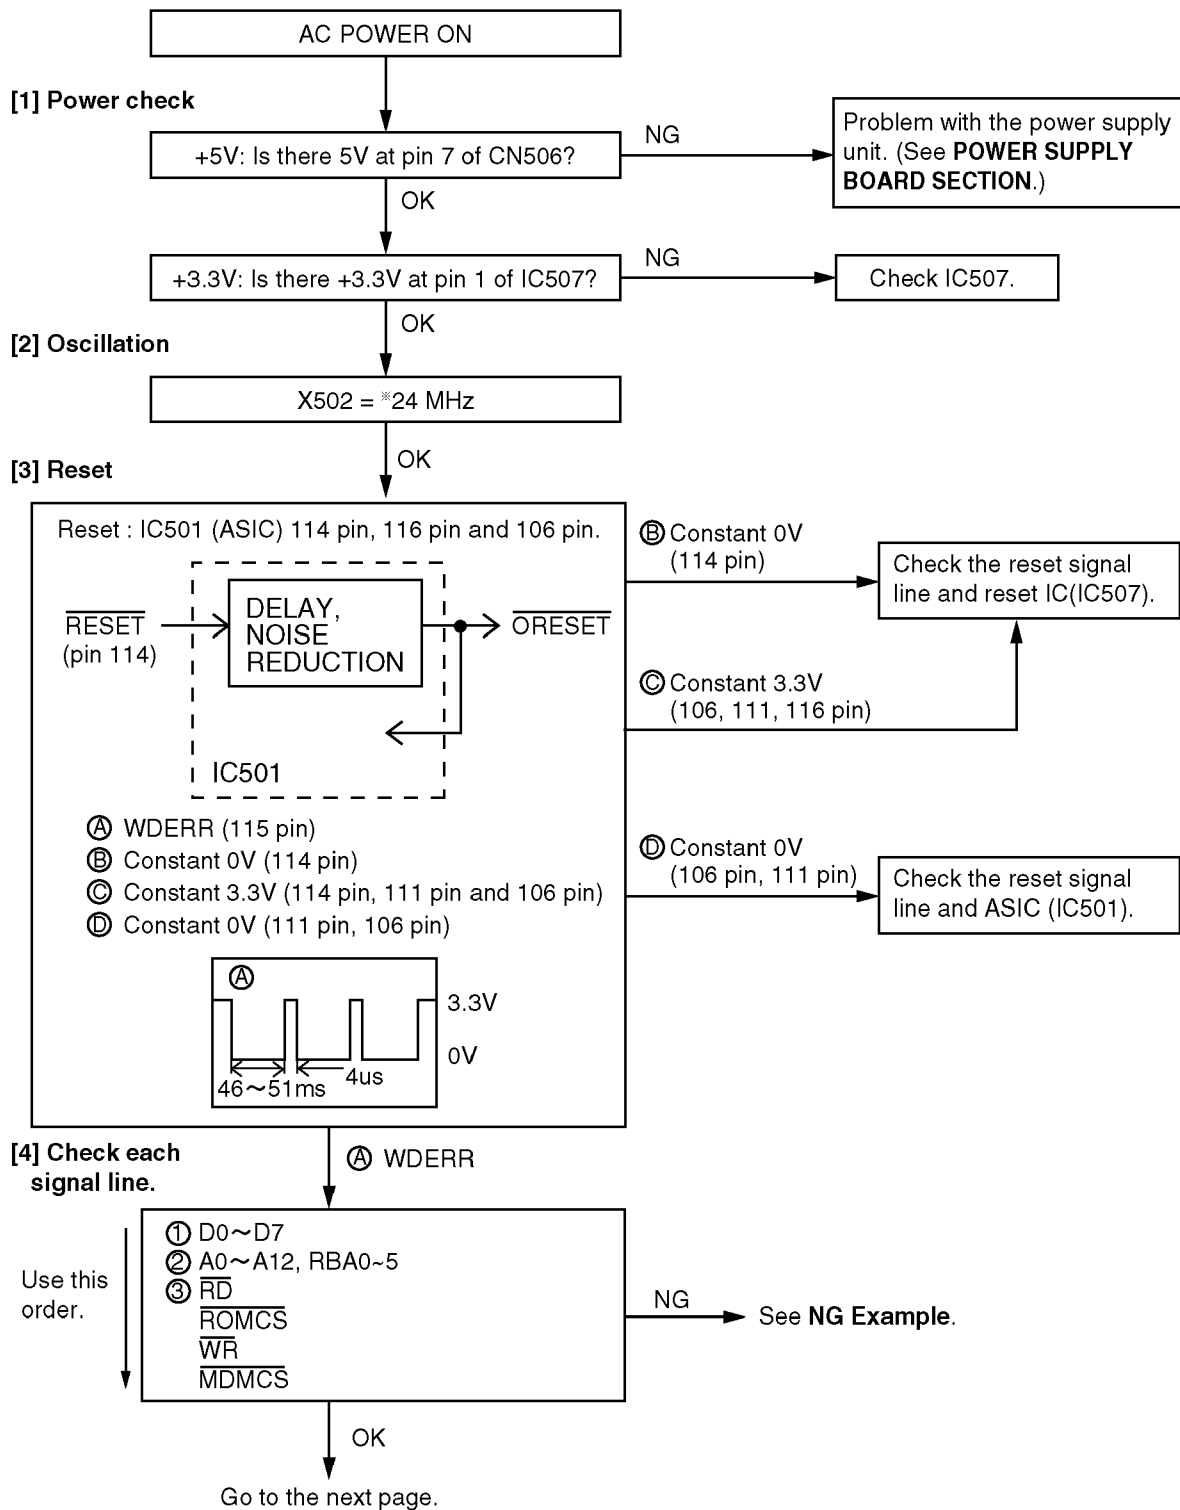 AC POWER ON
[1] Power check
+5V: Is there 5V at pin 7 of CN506?
NG
Problem with the power supply
unit. (See POWER SUPPLY
BOARD SECTION.)
OK
+3.3V: Is there +3.3V at pin 1 of IC507?
NG
Check IC507.
OK
[2] Oscillation
X502 = ※24 MHz
OK
[3] Reset
Reset : IC501 (ASIC) 114 pin, 116 pin and 106 pin.
RESET
(pin 114)
DELAY,
NOISE
REDUCTION
ORESET
IC501
Ⓑ Constant 0V
(114 pin)
Check the reset signal
line and reset IC(IC507).
Ⓒ Constant 3.3V
(106, 111, 116 pin)
Ⓐ WDERR (115 pin)
Ⓑ Constant 0V (114 pin)
Ⓒ Constant 3.3V (114 pin, 111 pin and 106 pin)
Ⓓ Constant 0V (111 pin, 106 pin)
Ⓓ Constant 0V
(106 pin, 111 pin)
Check the reset signal
line and ASIC (IC501).
Ⓐ
3.3V
0V
46～51ms
4us
[4] Check each
signal line.
Ⓐ WDERR
Use this
order.
① D0～D7
② A0～A12, RBA0~5
③ RD
ROMCS
WR
MDMCS
NG
See NG Example.
OK
Go to the next page.